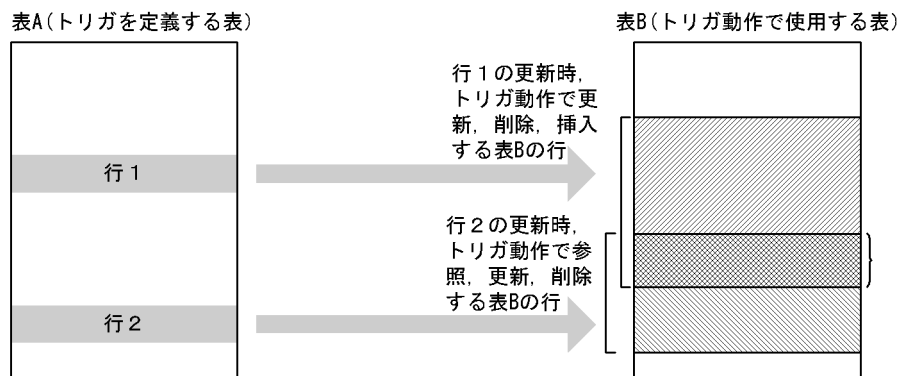 表A(トリガを定義する表)
表B(トリガ動作で使用する表)
行１の更新時，
トリガ動作で更
新，削除，挿入
する表Bの行
行１
行２の更新時，
トリガ動作で参
照，更新，削除
する表Bの行
行２